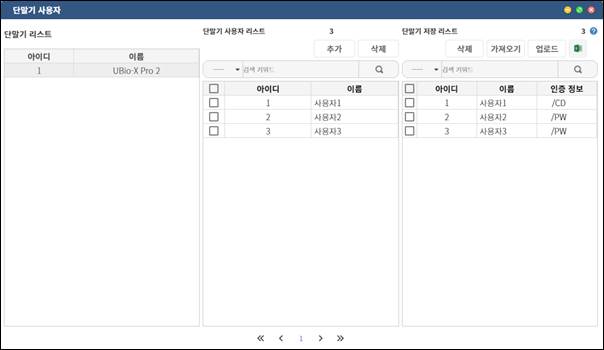 단말기 사용자
단말기 리스트
아이디 이름
1 UBio-X Pro 2
단말기 사용자 리스트 3
추가 삭제
---- 검색 키워드
아이디 이름
1 사용자1
2 사용자2
3 사용자3
단말기 저장 리스트 3 ?
삭제 가져오기 업로드
---- 검색 키워드
아이디 이름 인증 정보
1 사용자1 /CD
2 사용자2 /PW
3 사용자3 /PW
« ‹ 1 › »